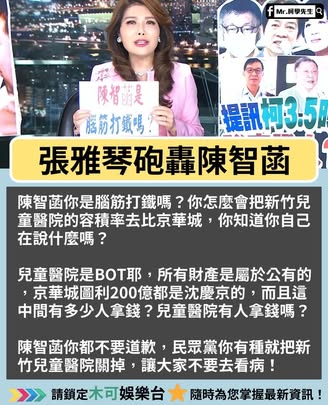 Mr.柯學先生
陳智菡是
腦筋打鐵嗎？
提訊柯3.5時
張雅琴砲轟陳智菡
陳智菡你是腦筋打鐵嗎？你怎麼會把新竹兒
童醫院的容積率去比京華城，你知道你自己
在說什麼嗎？
兒童醫院是BOT耶，所有財產是屬於公有的
，京華城圖利200億都是沈慶京的，而且這
中間有多少人拿錢？兒童醫院有人拿錢嗎？
陳智菡你都不要道歉，民眾黨你有種就把新
竹兒童醫院關掉，讓大家不要去看病！
請鎖定木可娛樂台 隨時為您掌握最新資訊！